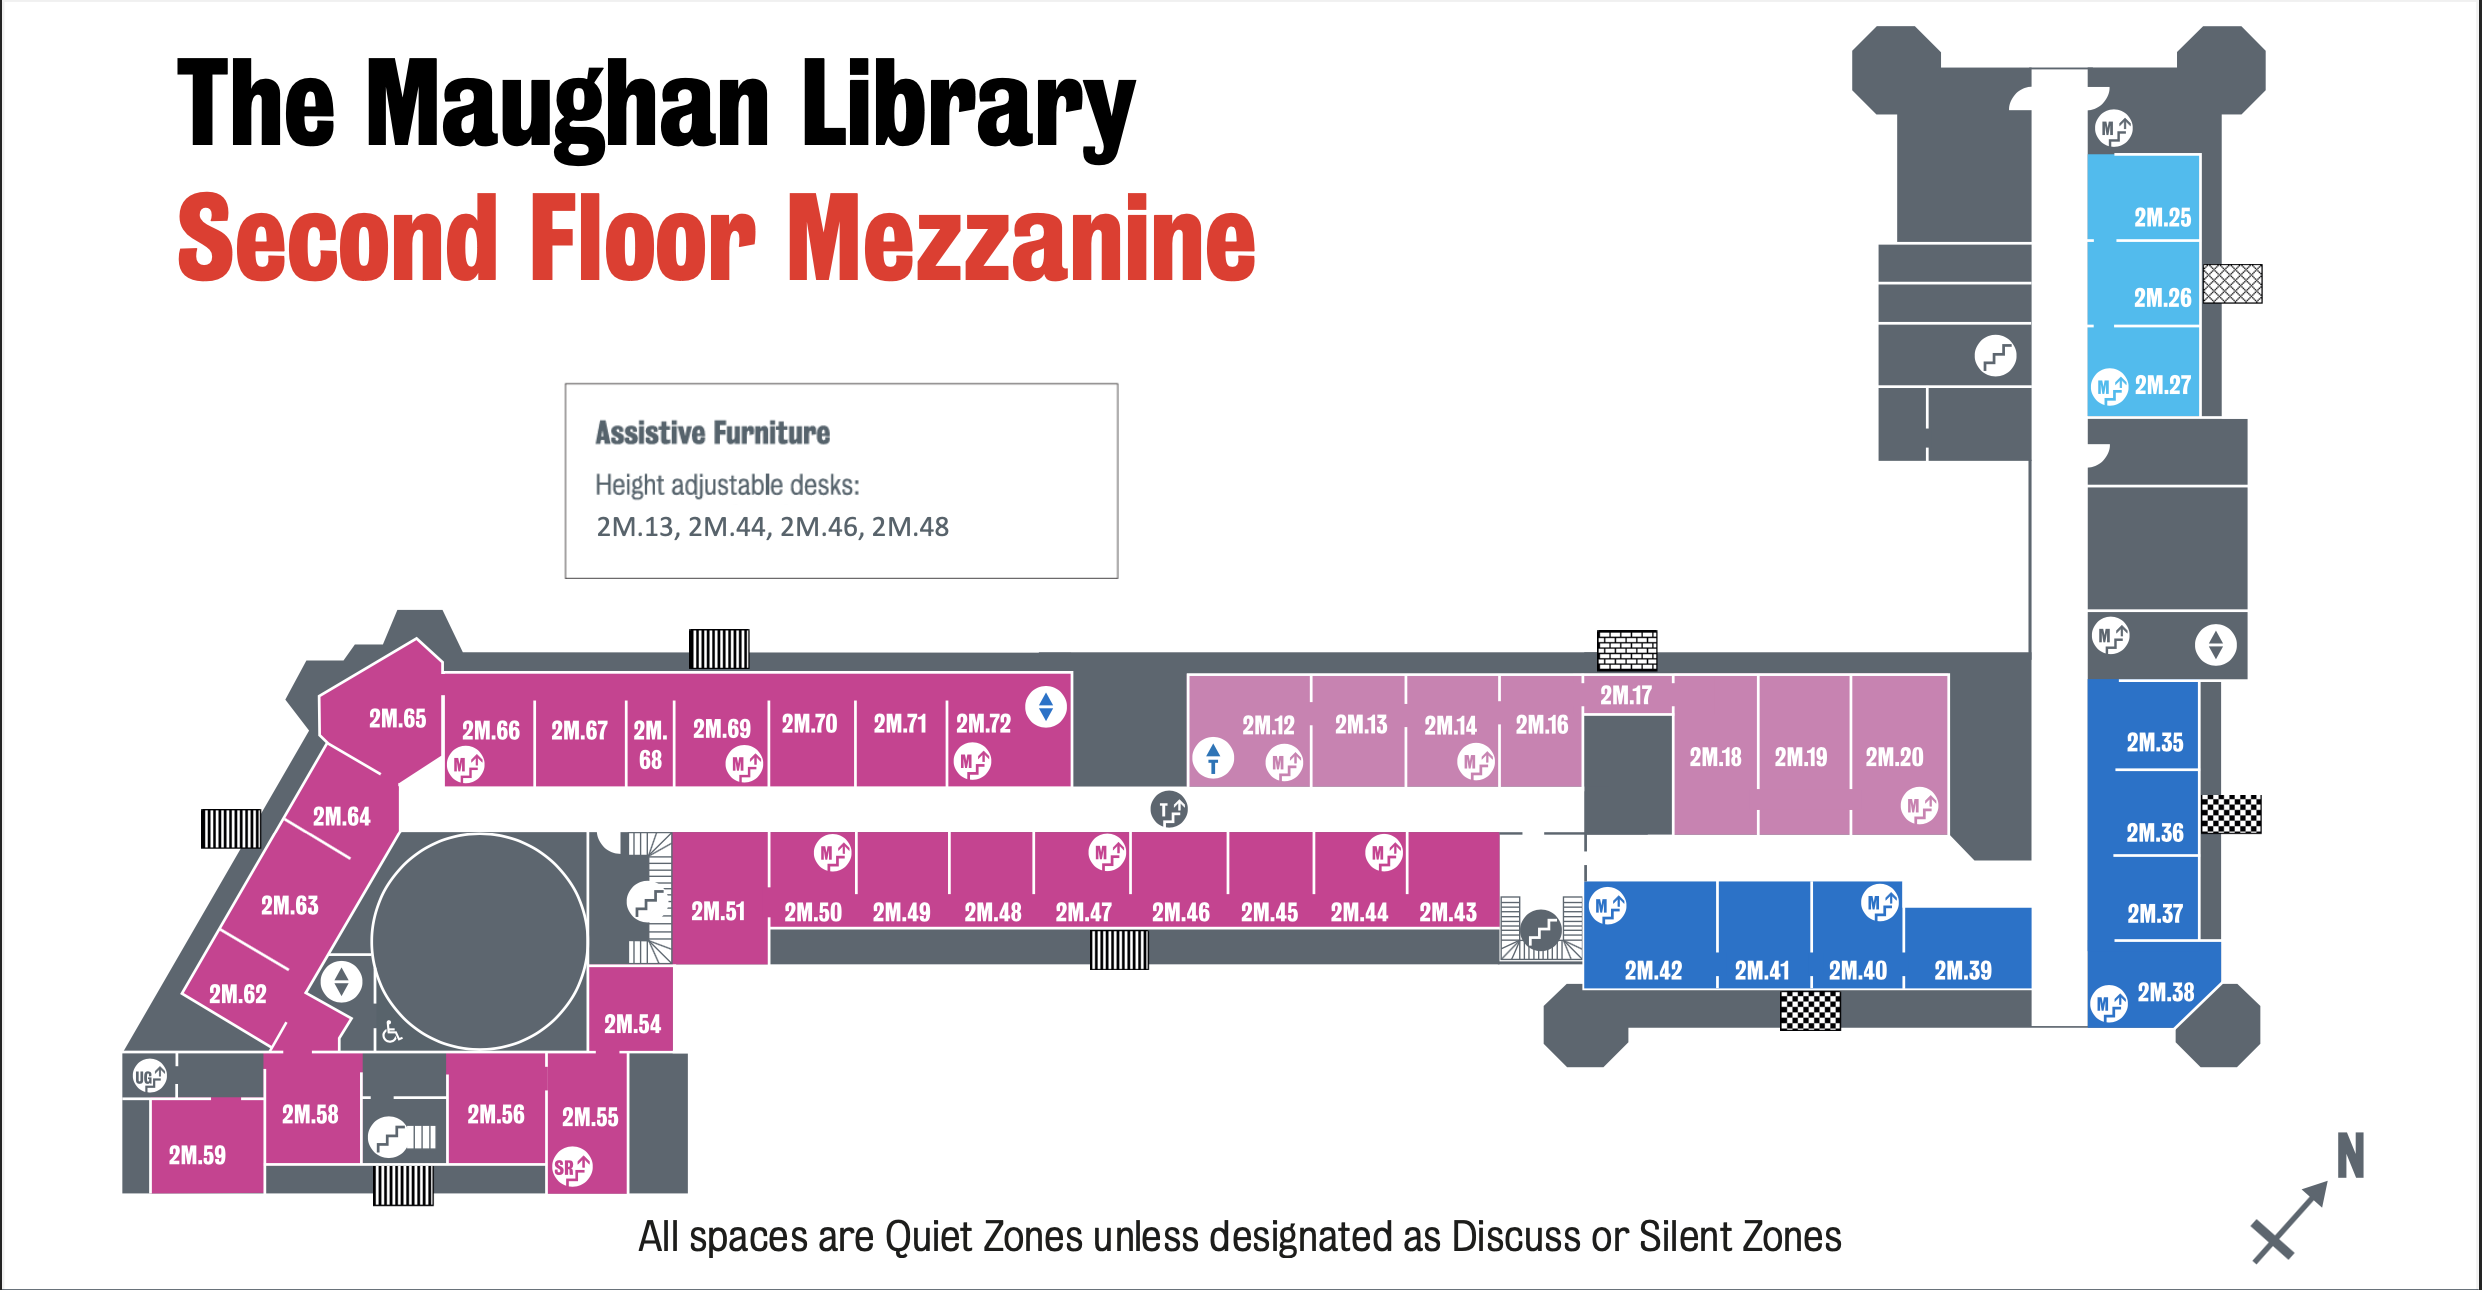 The Maughan Library
Second Floor Mezzanine
Assistive Furniture
Height adjustable desks:
2M.13, 2M.44, 2M.46, 2M.48
M
2M.25
2M.26
M 2M.27
M
2M.35
2M.36
2M.37
M 2M.38
2M.65
2M.66
M
2M.67
2M.
68
2M.69
M
2M.70
2M.71
2M.72
M
2M.12
T
M
2M.13
2M.14
M
2M.16
2M.17
2M.18
2M.19
2M.20
M
T
2M.64
2M.63
2M.62
2M.51
M
2M.50
2M.49
2M.48
M
2M.47
2M.46
2M.45
M
2M.44
2M.43
M
2M.42
2M.41
M
2M.40
2M.39
2M.54
UG
2M.59
2M.58
2M.56
2M.55
SR
N
All spaces are Quiet Zones unless designated as Discuss or Silent Zones